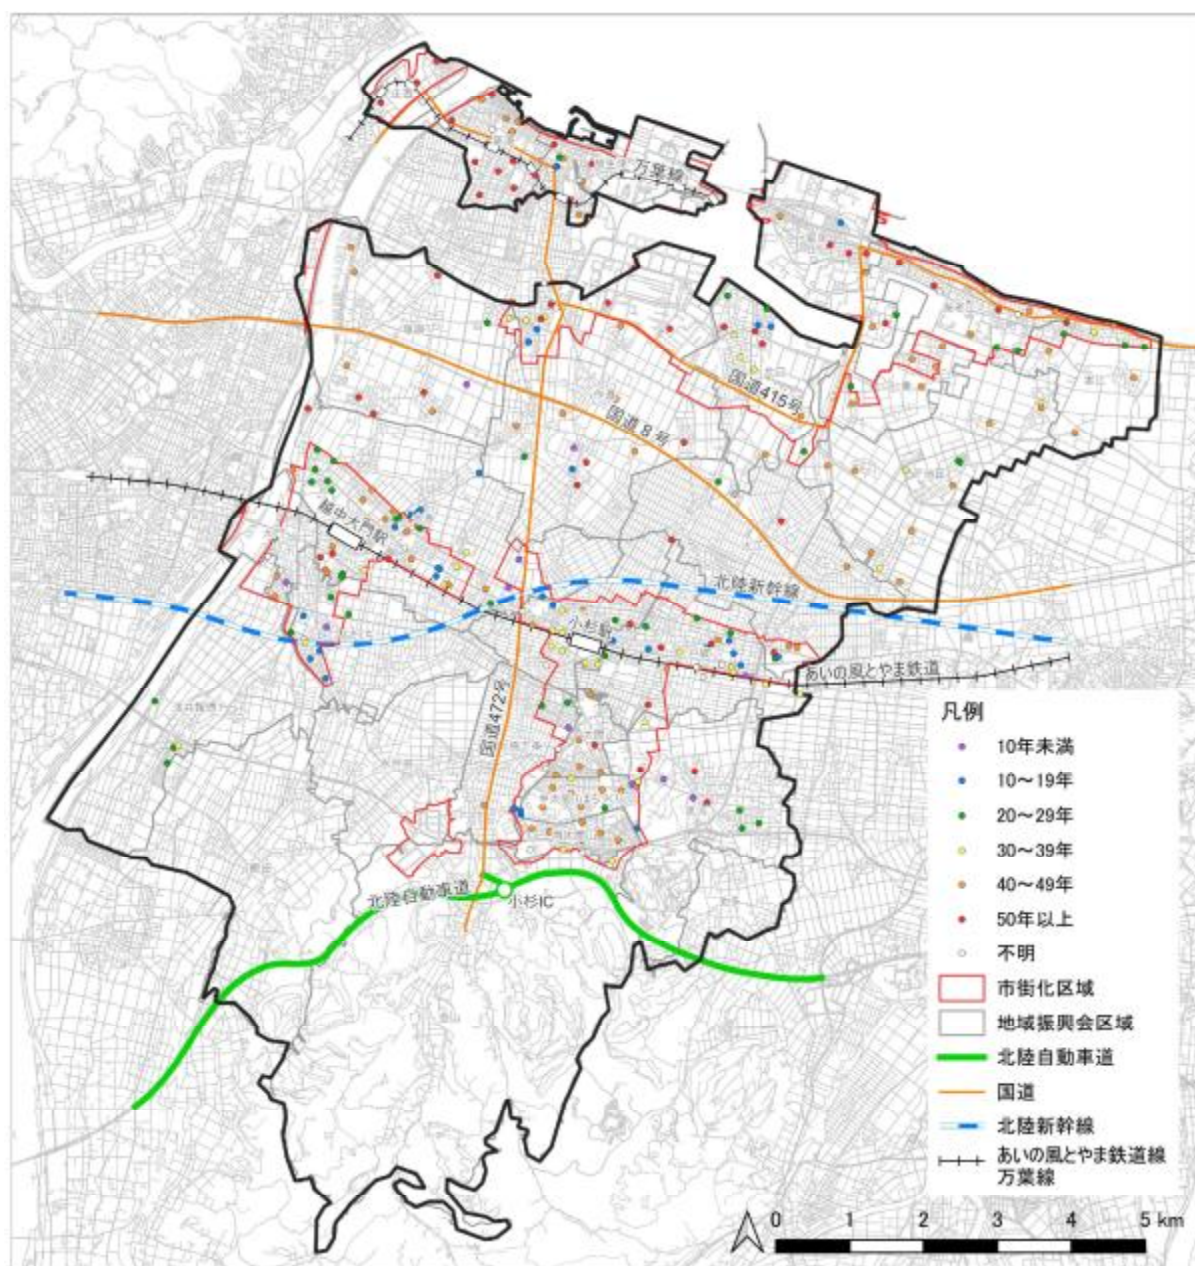 万葉線
国道415号
国道8号
越中大門駅
北陸新幹線
小杉駅
あいの風とやま鉄道
国道472号
北陸自動車道
小杉IC
凡例
10年未満
10～19年
20～29年
30～39年
40～49年
50年以上
不明
市街化区域
地域振興会区域
北陸自動車道
国道
北陸新幹線
あいの風とやま鉄道線
万葉線
0 1 2 3 4 5 km